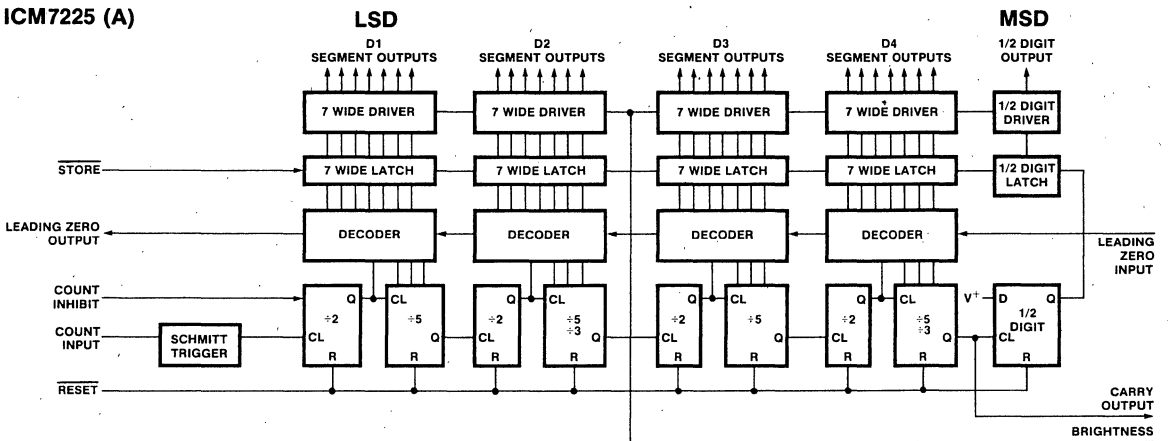 ICM7225 (A)
LSD
MSD
D1
SEGMENT OUTPUTS
D2
SEGMENT OUTPUTS
D3
SEGMENT OUTPUTS
D4
SEGMENT OUTPUTS
1/2 DIGIT
OUTPUT
7 WIDE DRIVER
7 WIDE DRIVER
7 WIDE DRIVER
7 WIDE DRIVER
1/2 DIGIT
DRIVER
STORE
7 WIDE LATCH
7 WIDE LATCH
7 WIDE LATCH
7 WIDE LATCH
1/2 DIGIT
LATCH
LEADING ZERO
OUTPUT
DECODER
DECODER
DECODER
DECODER
LEADING
ZERO
INPUT
COUNT
INHIBIT
COUNT
INPUT
SCHMITT
TRIGGER
Q
÷2
CL
R
CL
÷5
Q
R
Q
÷2
CL
R
CL
÷5
÷3
Q
R
Q
÷2
CL
R
CL
÷5
Q
R
Q
÷2
CL
R
CL
÷5
÷3
Q
R
V+
D
Q
1/2
DIGIT
CL
R
RESET
CARRY
OUTPUT
BRIGHTNESS